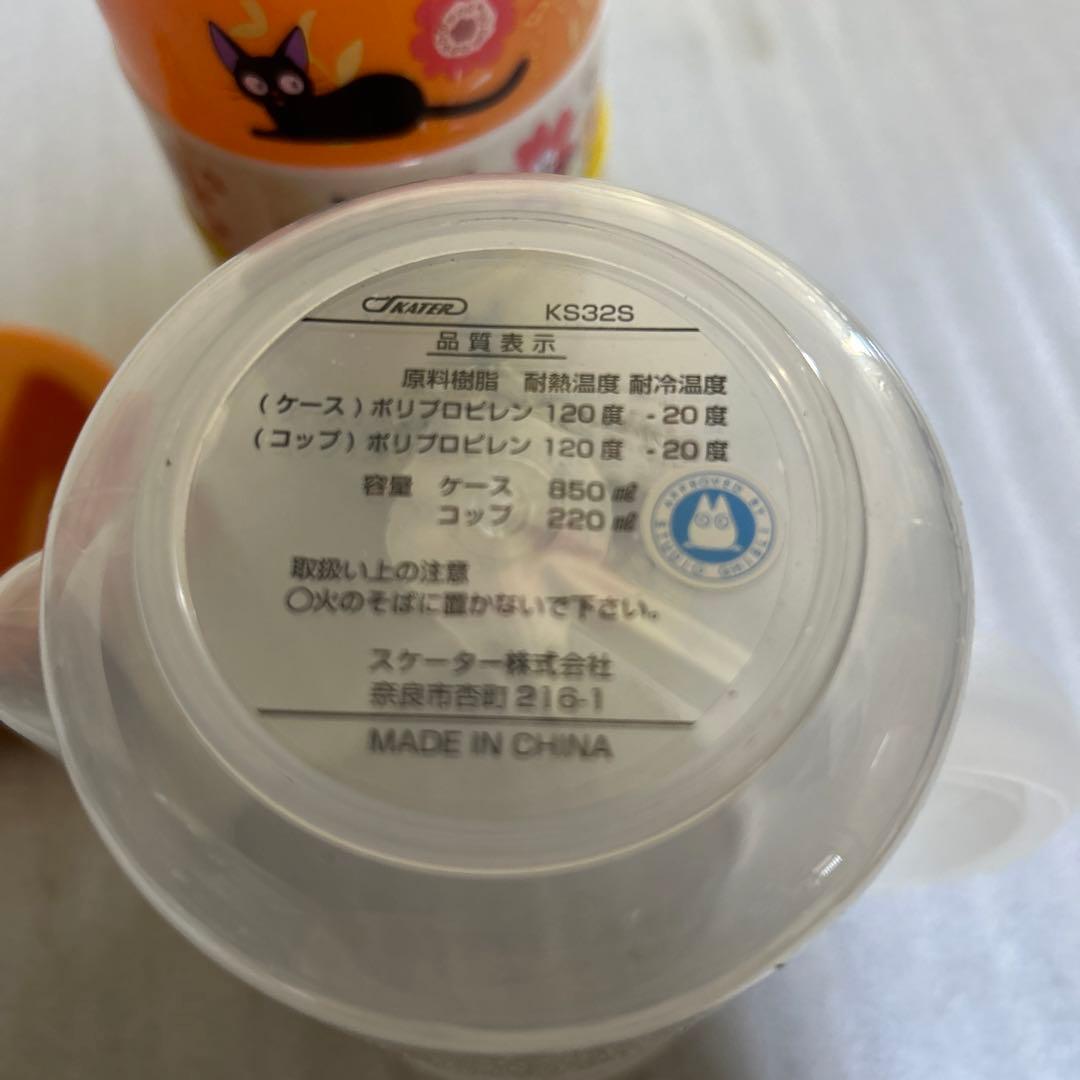 SKATER KS32S
品質表示
原料樹脂 耐熱温度 耐冷温度
(ケース)ポリプロピレン 120度 -20度
(コップ)ポリプロピレン 120度 -20度
容量 ケース 850㎖
コップ 220㎖
取扱い上の注意
〇火のそばに置かないで下さい。
スケーター株式会社
奈良市杏町216-1
MADE IN CHINA